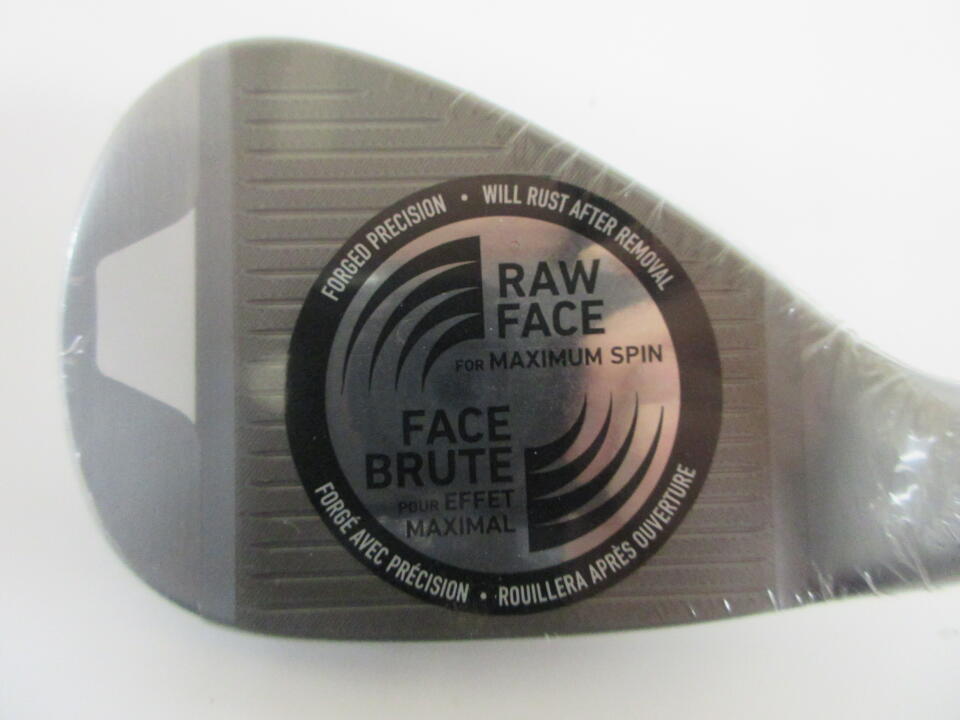 FORGED PRECISION • WILL RUST AFTER REMOVAL
RAW
FACE
FOR MAXIMUM SPIN
FACE
BRUTE
POUR EFFET
MAXIMAL
FORGÉ AVEC PRÉCISION • ROUILLERA APRÈS OUVERTURE